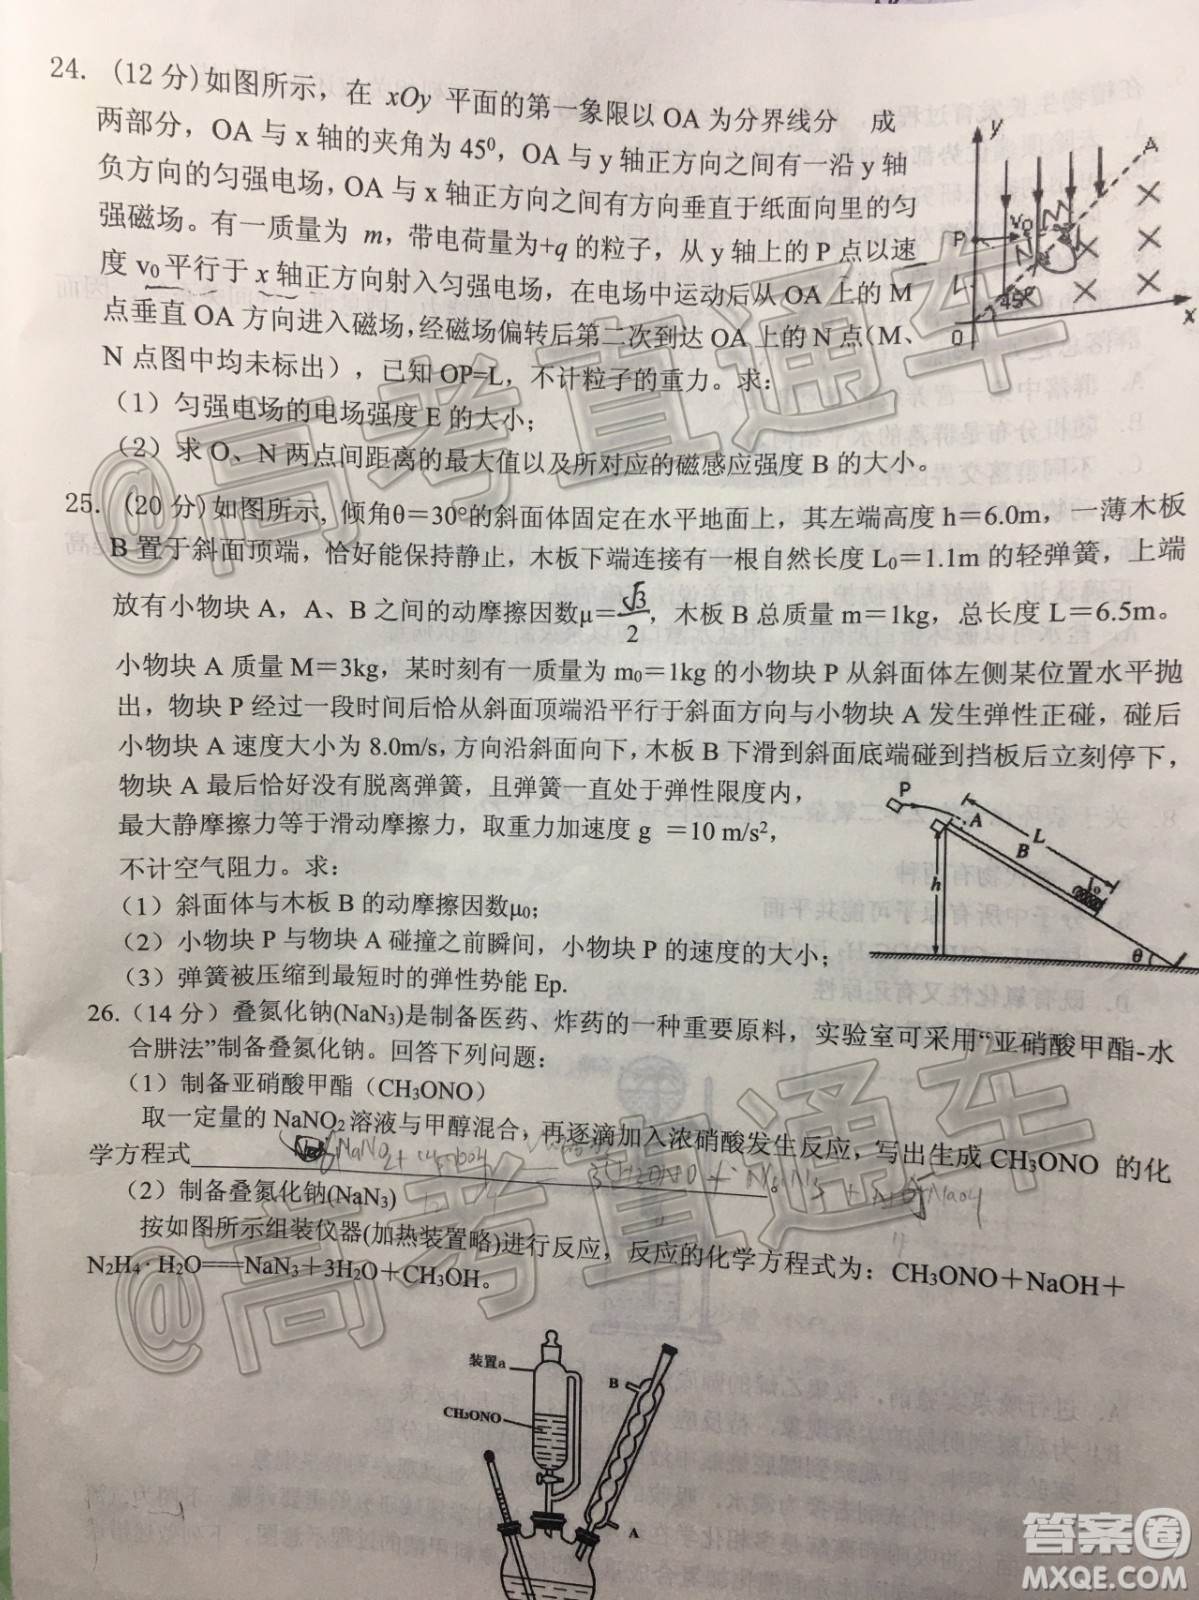 24. (12 分) 如图所示，在 xOy 平面的第一象限以 OA 为分界线分 成
两部分，OA 与 x 轴的夹角为 45⁰，OA 与 y 轴正方向之间有一沿 y 轴
负方向的匀强电场，OA 与 x 轴正方向之间有方向垂直于纸面向里的匀
强磁场。有一质量为 m，带电荷量为+q 的粒子，从 y 轴上的 P 点以速
度 v₀ 平行于 x 轴正方向射入匀强电场，在电场中运动后从 OA 上的 M
点垂直 OA 方向进入磁场，经磁场偏转后第二次到达 OA 上的 N 点（M、
N 点图中均未标出），已知 OP=L，不计粒子的重力。求：
（1）匀强电场的电场强度 E 的大小；
（2）求 O、N 两点间距离的最大值以及所对应的磁感应强度 B 的大小。
y
A
P
v₀
M
N
L
45°
O
x
25. (20 分) 如图所示, 倾角θ＝30°的斜面体固定在水平地面上，其左端高度 h＝6.0m，一薄木板
B 置于斜面顶端，恰好能保持静止，木板下端连接有一根自然长度 L₀＝1.1m 的轻弹簧，上端
放有小物块 A，A、B 之间的动摩擦因数μ＝√3/2，木板 B 总质量 m＝1kg，总长度 L＝6.5m。
小物块 A 质量 M＝3kg，某时刻有一质量为 m₀＝1kg 的小物块 P 从斜面体左侧某位置水平抛
出，物块 P 经过一段时间后恰从斜面顶端沿平行于斜面方向与小物块 A 发生弹性正碰，碰后
小物块 A 速度大小为 8.0m/s，方向沿斜面向下，木板 B 下滑到斜面底端碰到挡板后立刻停下，
物块 A 最后恰好没有脱离弹簧，且弹簧一直处于弹性限度内，
最大静摩擦力等于滑动摩擦力，取重力加速度 g ＝10 m/s²，
不计空气阻力。求：
（1）斜面体与木板 B 的动摩擦因数μ₀；
（2）小物块 P 与物块 A 碰撞之前瞬间，小物块 P 的速度的大小；
（3）弹簧被压缩到最短时的弹性势能 Ep.
P
A
L
B
L₀
h
θ
26.（14 分）叠氮化钠(NaN₃)是制备医药、炸药的一种重要原料，实验室可采用“亚硝酸甲酯-水
合肼法”制备叠氮化钠。回答下列问题：
（1）制备亚硝酸甲酯（CH₃ONO）
取一定量的 NaNO₂ 溶液与甲醇混合，再逐滴加入浓硝酸发生反应，写出生成 CH₃ONO 的化
学方程式
。
（2）制备叠氮化钠(NaN₃)
按如图所示组装仪器(加热装置略)进行反应，反应的化学方程式为：CH₃ONO＋NaOH＋
N₂H₄ · H₂O══NaN₃＋3H₂O＋CH₃OH。
装置a
CH₃ONO
B
A
@高考直通车
@高考直通车
答案圈
MXQE.COM